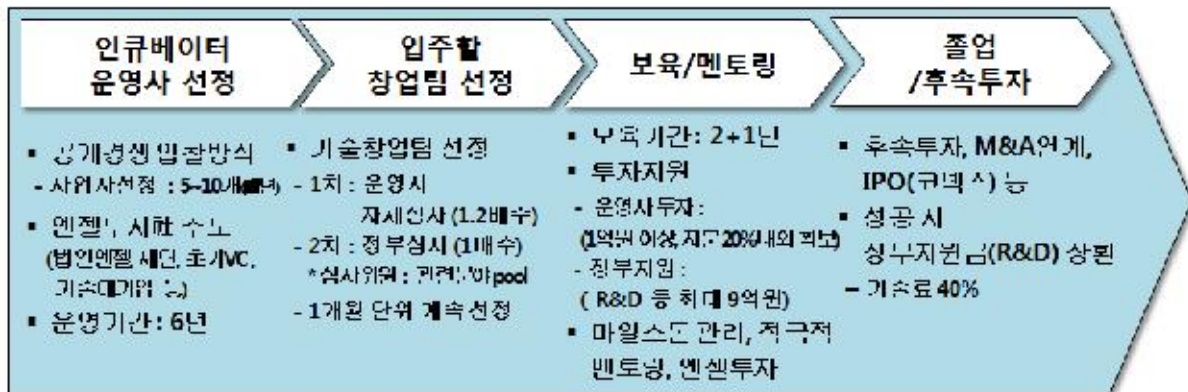 인큐베이터
운영사 선정
입주할
창업팀 선정
보육/멘토링
졸업
/후속투자
▪ 공개경쟁 입찰방식
- 사업자선정 : 5~10개
▪ 엔젤투자社 주도
(법인엔젤 재단, 초기VC,
기술대기업 등)
▪ 운영기간 : 6년
▪ 기술창업팀 선정
- 1차 : 운영사
자체심사 (1.2배수)
- 2차 : 정부심사 (1배수)
*심사위원 : 관련분야 pool
- 1개월 단위 계속선정
▪ 보육기간 : 2+1년
▪ 투자지원
- 운영사투자 :
(1억원 이상, 지분 20%내외 확보)
- 정부지원 :
( R&D 등 최대 9억원)
▪ 마일스톤 관리, 적극적
멘토링, 엔젤투자
▪ 후속투자, M&A연계,
IPO(코넥스) 등
▪ 성공 시
정부지원금(R&D) 상환
– 기술료 40%